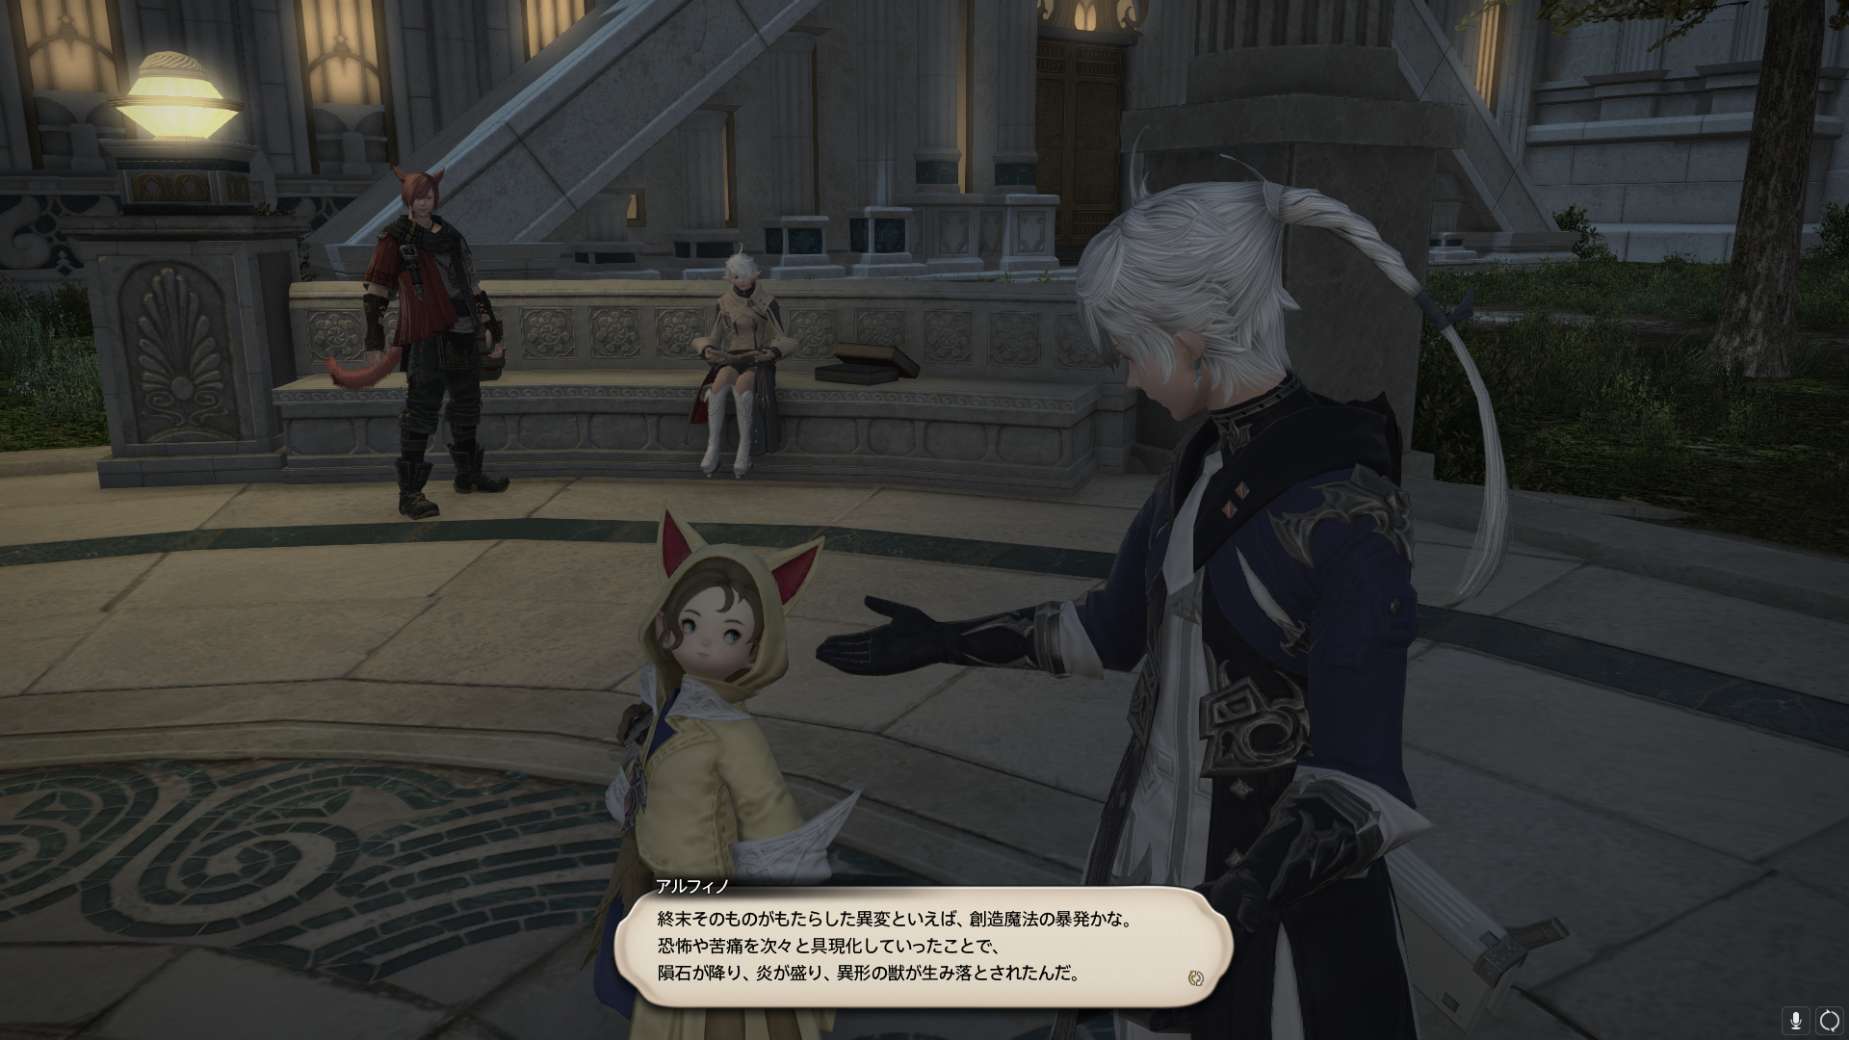 アルフィノ
終末そのものがもたらした異変といえば、創造魔法の暴発かな。
恐怖や苦痛を次々と具現化していったことで、
隕石が降り、炎が盛り、異形の獣が生み落とされたんだ。